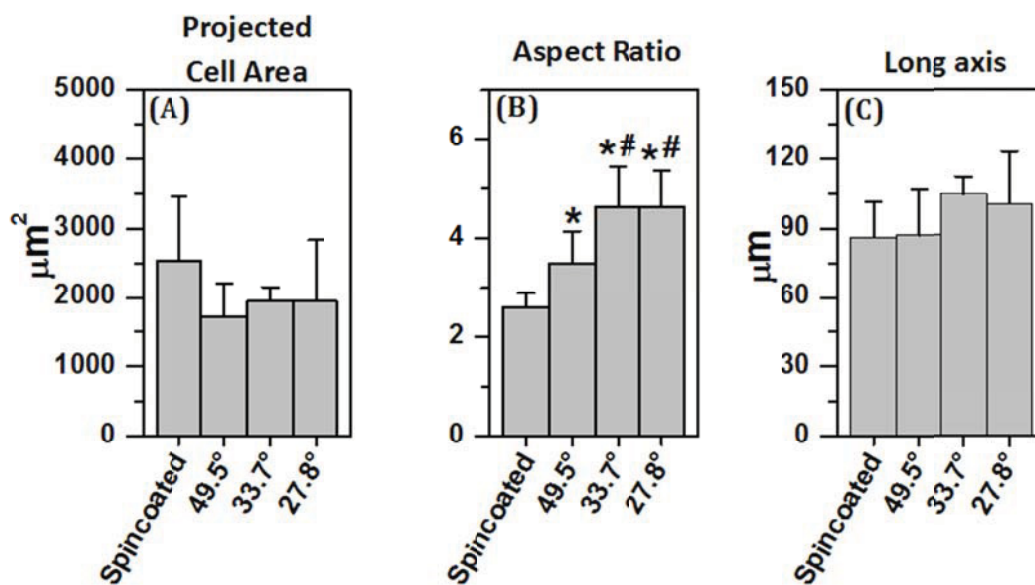 Projected
Cell Area
5000
(A)
4000
3000
2000
1000
0
µm²
Spincoated
49.5°
33.7°
27.8°
Aspect Ratio
(B)
6
4
2
0
*
*#
*#
Spincoated
49.5°
33.7°
27.8°
Long axis
150
(C)
120
90
60
30
0
µm
Spincoated
49.5°
33.7°
27.8°